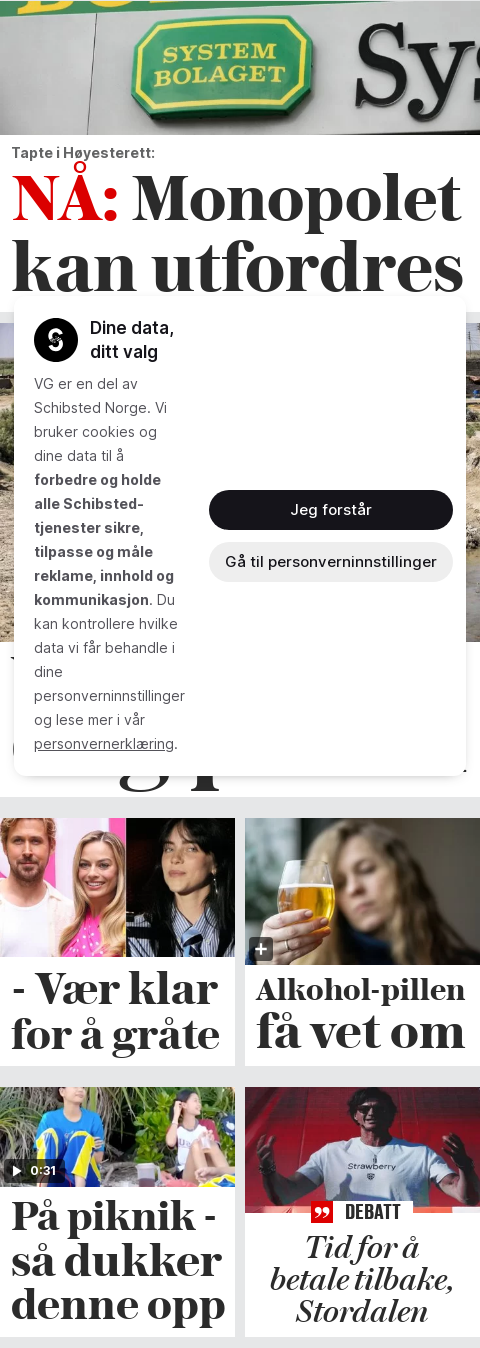 SYSTEM
BOLAGET
Sys
Tapte i Høyesterett:
NÅ: Monopolet
kan utfordres
Dine data,
ditt valg
VG er en del av
Schibsted Norge. Vi
bruker cookies og
dine data til å
forbedre og holde
alle Schibsted-
tjenester sikre,
tilpasse og måle
reklame, innhold og
kommunikasjon. Du
kan kontrollere hvilke
data vi får behandle i
dine
personverninnstillinger
og lese mer i vår
personvernerklæring.
Jeg forstår
Gå til personverninnstillinger
- Vær klar
for å gråte
Alkohol-pillen
få vet om
0:31
På piknik -
så dukker
denne opp
Strawberry
DEBATT
Tid for å
betale tilbake,
Stordalen